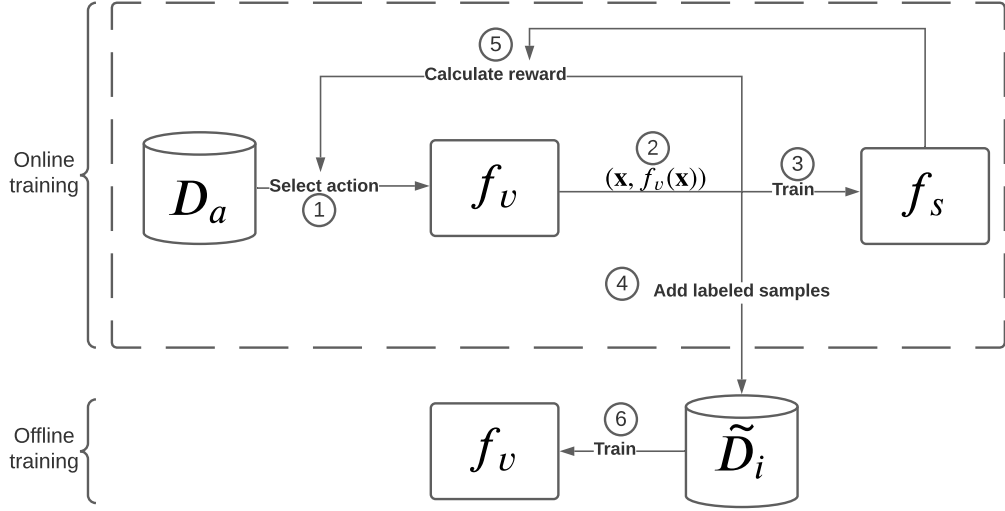 5
Calculate reward
Online
training
D_a
Select action
1
f_v
2
(x, f_v(x))
3
Train
f_s
4
Add labeled samples
Offline
training
f_v
6
Train
D̃_i